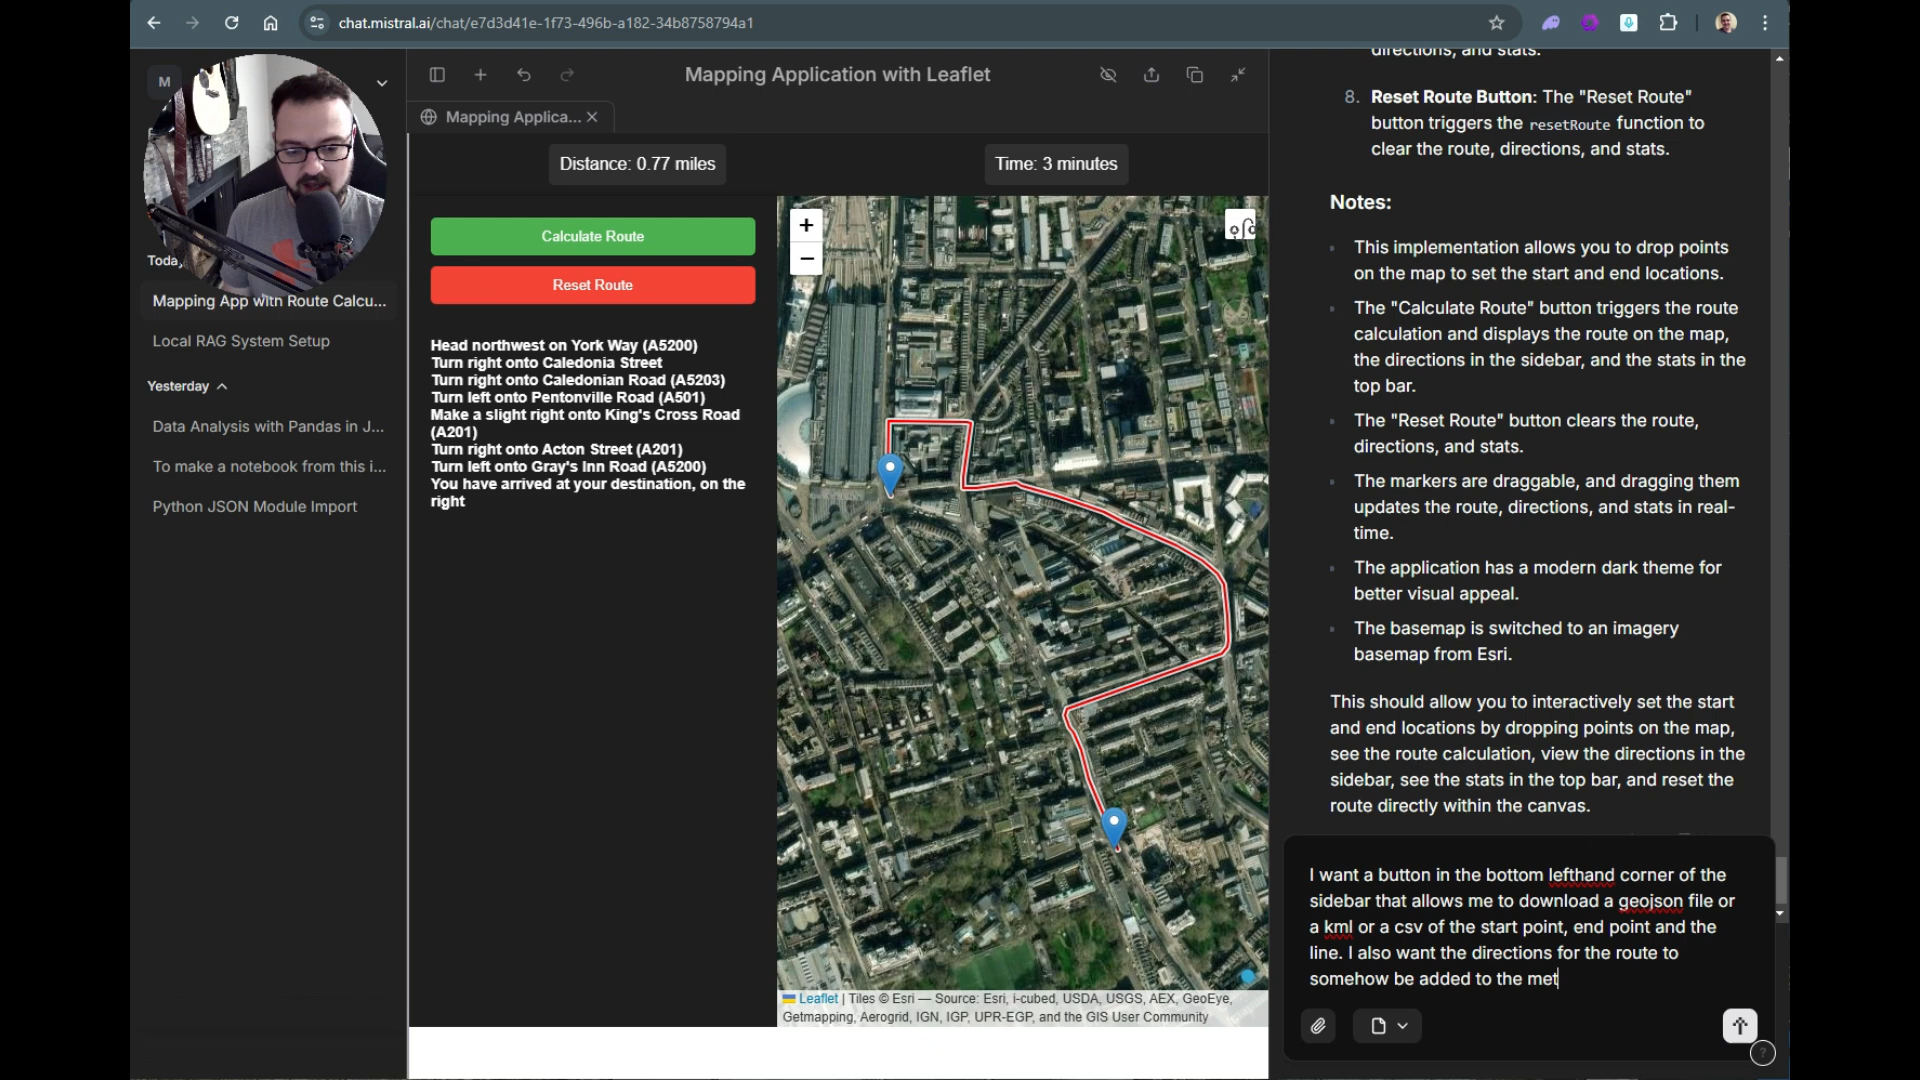 chat.mistral.ai/chat/e7d3d41e-1f73-496b-a182-34b8758794a1
M
Today
Mapping App with Route Calcu...
Local RAG System Setup
Yesterday
Data Analysis with Pandas in J...
To make a notebook from this i...
Python JSON Module Import
Mapping Application with Leaflet
Mapping Applica...
Distance: 0.77 miles
Time: 3 minutes
Calculate Route
Reset Route
Head northwest on York Way (A5200)
Turn right onto Caledonia Street
Turn right onto Caledonian Road (A5203)
Turn left onto Pentonville Road (A501)
Make a slight right onto King's Cross Road
(A201)
Turn right onto Acton Street (A201)
Turn left onto Gray's Inn Road (A5200)
You have arrived at your destination, on the
right
+
−
Leaflet | Tiles © Esri — Source: Esri, i-cubed, USDA, USGS, AEX, GeoEye,
Getmapping, Aerogrid, IGN, IGP, UPR-EGP, and the GIS User Community
directions, and stats.
8. Reset Route Button: The "Reset Route"
button triggers the resetRoute function to
clear the route, directions, and stats.
Notes:
This implementation allows you to drop points
on the map to set the start and end locations.
The "Calculate Route" button triggers the route
calculation and displays the route on the map,
the directions in the sidebar, and the stats in the
top bar.
The "Reset Route" button clears the route,
directions, and stats.
The markers are draggable, and dragging them
updates the route, directions, and stats in real-
time.
The application has a modern dark theme for
better visual appeal.
The basemap is switched to an imagery
basemap from Esri.
This should allow you to interactively set the start
and end locations by dropping points on the map,
see the route calculation, view the directions in the
sidebar, see the stats in the top bar, and reset the
route directly within the canvas.
I want a button in the bottom lefthand corner of the
sidebar that allows me to download a geojson file or
a kml or a csv of the start point, end point and the
line. I also want the directions for the route to
somehow be added to the met
?